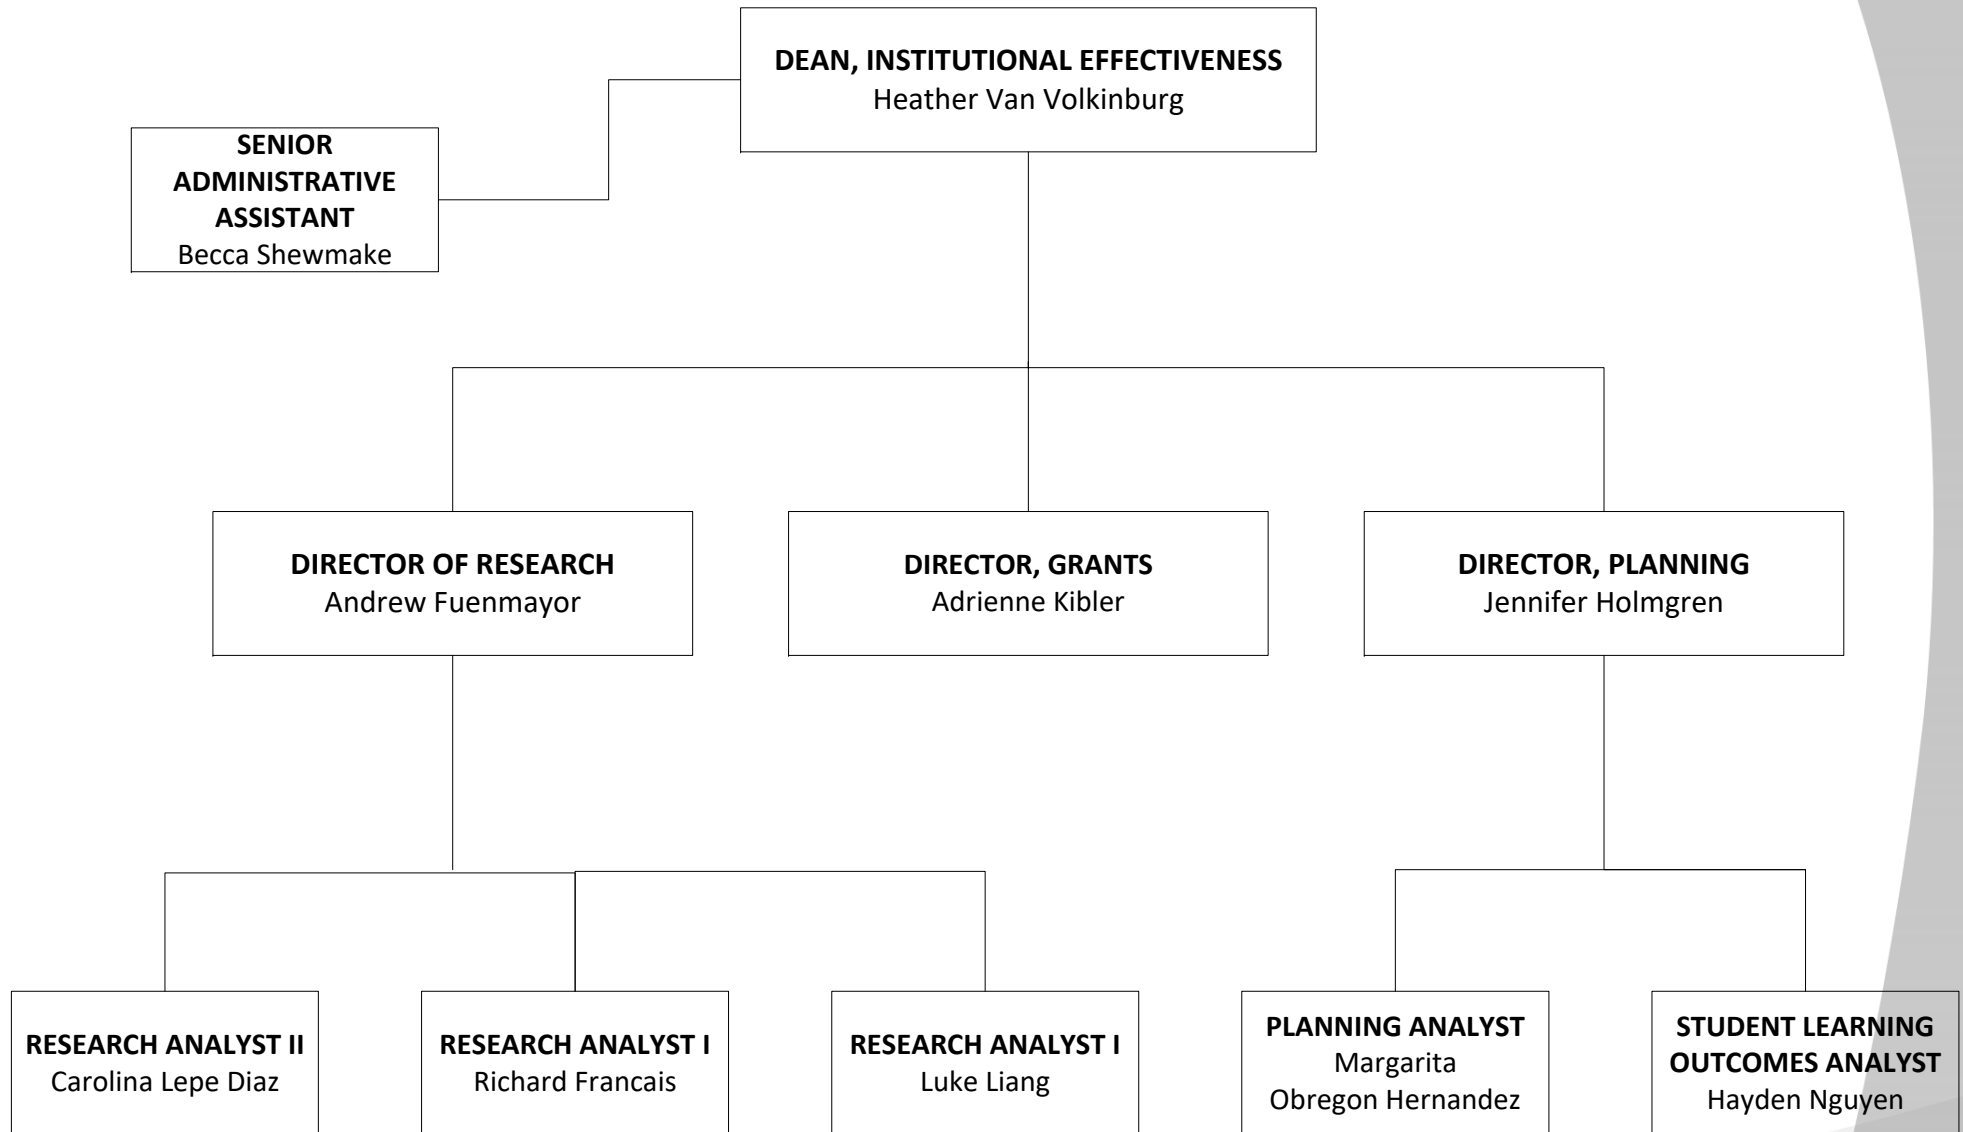 DEAN, INSTITUTIONAL EFFECTIVENESS
Heather Van Volkinburg
SENIOR
ADMINISTRATIVE
ASSISTANT
Becca Shewmake
DIRECTOR OF RESEARCH
Andrew Fuenmayor
DIRECTOR, GRANTS
Adrienne Kibler
DIRECTOR, PLANNING
Jennifer Holmgren
RESEARCH ANALYST II
Carolina Lepe Diaz
RESEARCH ANALYST I
Richard Francais
RESEARCH ANALYST I
Luke Liang
PLANNING ANALYST
Margarita
Obregon Hernandez
STUDENT LEARNING
OUTCOMES ANALYST
Hayden Nguyen